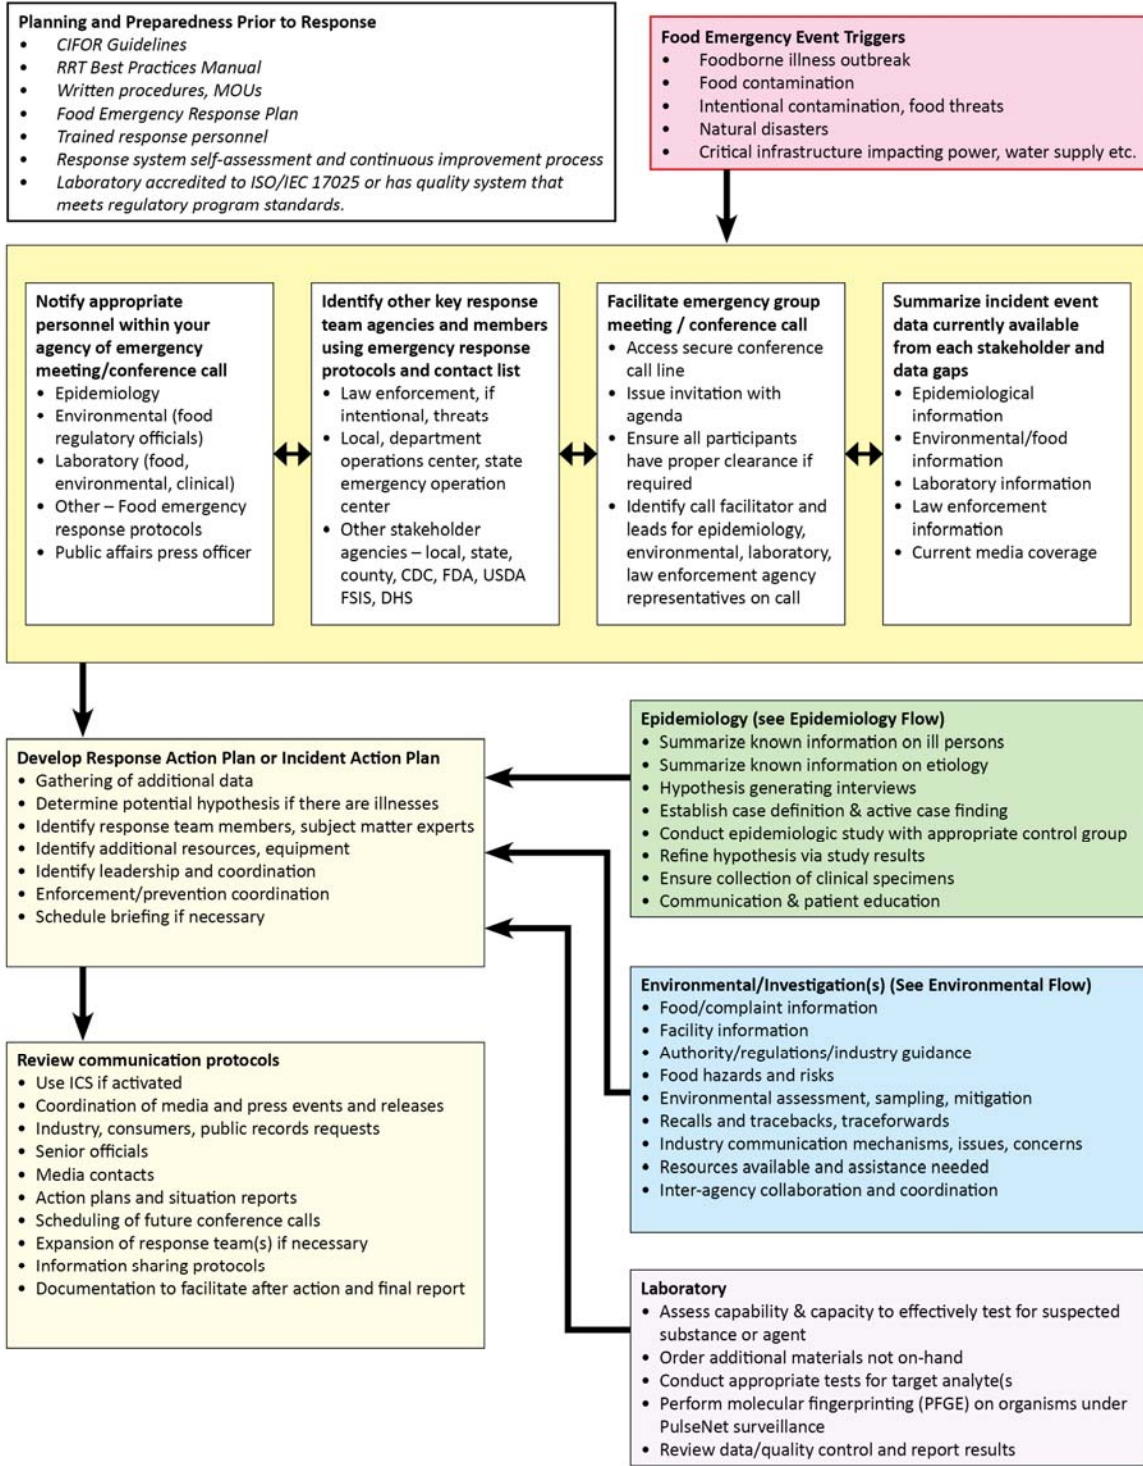 Planning and Preparedness Prior to Response
• CIFOR Guidelines
• RRT Best Practices Manual
• Written procedures, MOUs
• Food Emergency Response Plan
• Trained response personnel
• Response system self-assessment and continuous improvement process
• Laboratory accredited to ISO/IEC 17025 or has quality system that
meets regulatory program standards.
Food Emergency Event Triggers
• Foodborne illness outbreak
• Food contamination
• Intentional contamination, food threats
• Natural disasters
• Critical infrastructure impacting power, water supply etc.
Notify appropriate
personnel within your
agency of emergency
meeting/conference call
• Epidemiology
• Environmental (food
regulatory officials)
• Laboratory (food,
environmental, clinical)
• Other – Food emergency
response protocols
• Public affairs press officer
Identify other key response
team agencies and members
using emergency response
protocols and contact list
• Law enforcement, if
intentional, threats
• Local, department
operations center, state
emergency operation
center
• Other stakeholder
agencies – local, state,
county, CDC, FDA, USDA
FSIS, DHS
Facilitate emergency group
meeting / conference call
• Access secure conference
call line
• Issue invitation with
agenda
• Ensure all participants
have proper clearance if
required
• Identify call facilitator and
leads for epidemiology,
environmental, laboratory,
law enforcement agency
representatives on call
Summarize incident event
data currently available
from each stakeholder and
data gaps
• Epidemiological
information
• Environmental/food
information
• Laboratory information
• Law enforcement
information
• Current media coverage
Develop Response Action Plan or Incident Action Plan
• Gathering of additional data
• Determine potential hypothesis if there are illnesses
• Identify response team members, subject matter experts
• Identify additional resources, equipment
• Identify leadership and coordination
• Enforcement/prevention coordination
• Schedule briefing if necessary
Review communication protocols
• Use ICS if activated
• Coordination of media and press events and releases
• Industry, consumers, public records requests
• Senior officials
• Media contacts
• Action plans and situation reports
• Scheduling of future conference calls
• Expansion of response team(s) if necessary
• Information sharing protocols
• Documentation to facilitate after action and final report
Epidemiology (see Epidemiology Flow)
• Summarize known information on ill persons
• Summarize known information on etiology
• Hypothesis generating interviews
• Establish case definition & active case finding
• Conduct epidemiologic study with appropriate control group
• Refine hypothesis via study results
• Ensure collection of clinical specimens
• Communication & patient education
Environmental/Investigation(s) (See Environmental Flow)
• Food/complaint information
• Facility information
• Authority/regulations/industry guidance
• Food hazards and risks
• Environmental assessment, sampling, mitigation
• Recalls and tracebacks, traceforwards
• Industry communication mechanisms, issues, concerns
• Resources available and assistance needed
• Inter-agency collaboration and coordination
Laboratory
• Assess capability & capacity to effectively test for suspected
substance or agent
• Order additional materials not on-hand
• Conduct appropriate tests for target analyte(s
• Perform molecular fingerprinting (PFGE) on organisms under
PulseNet surveillance
• Review data/quality control and report results